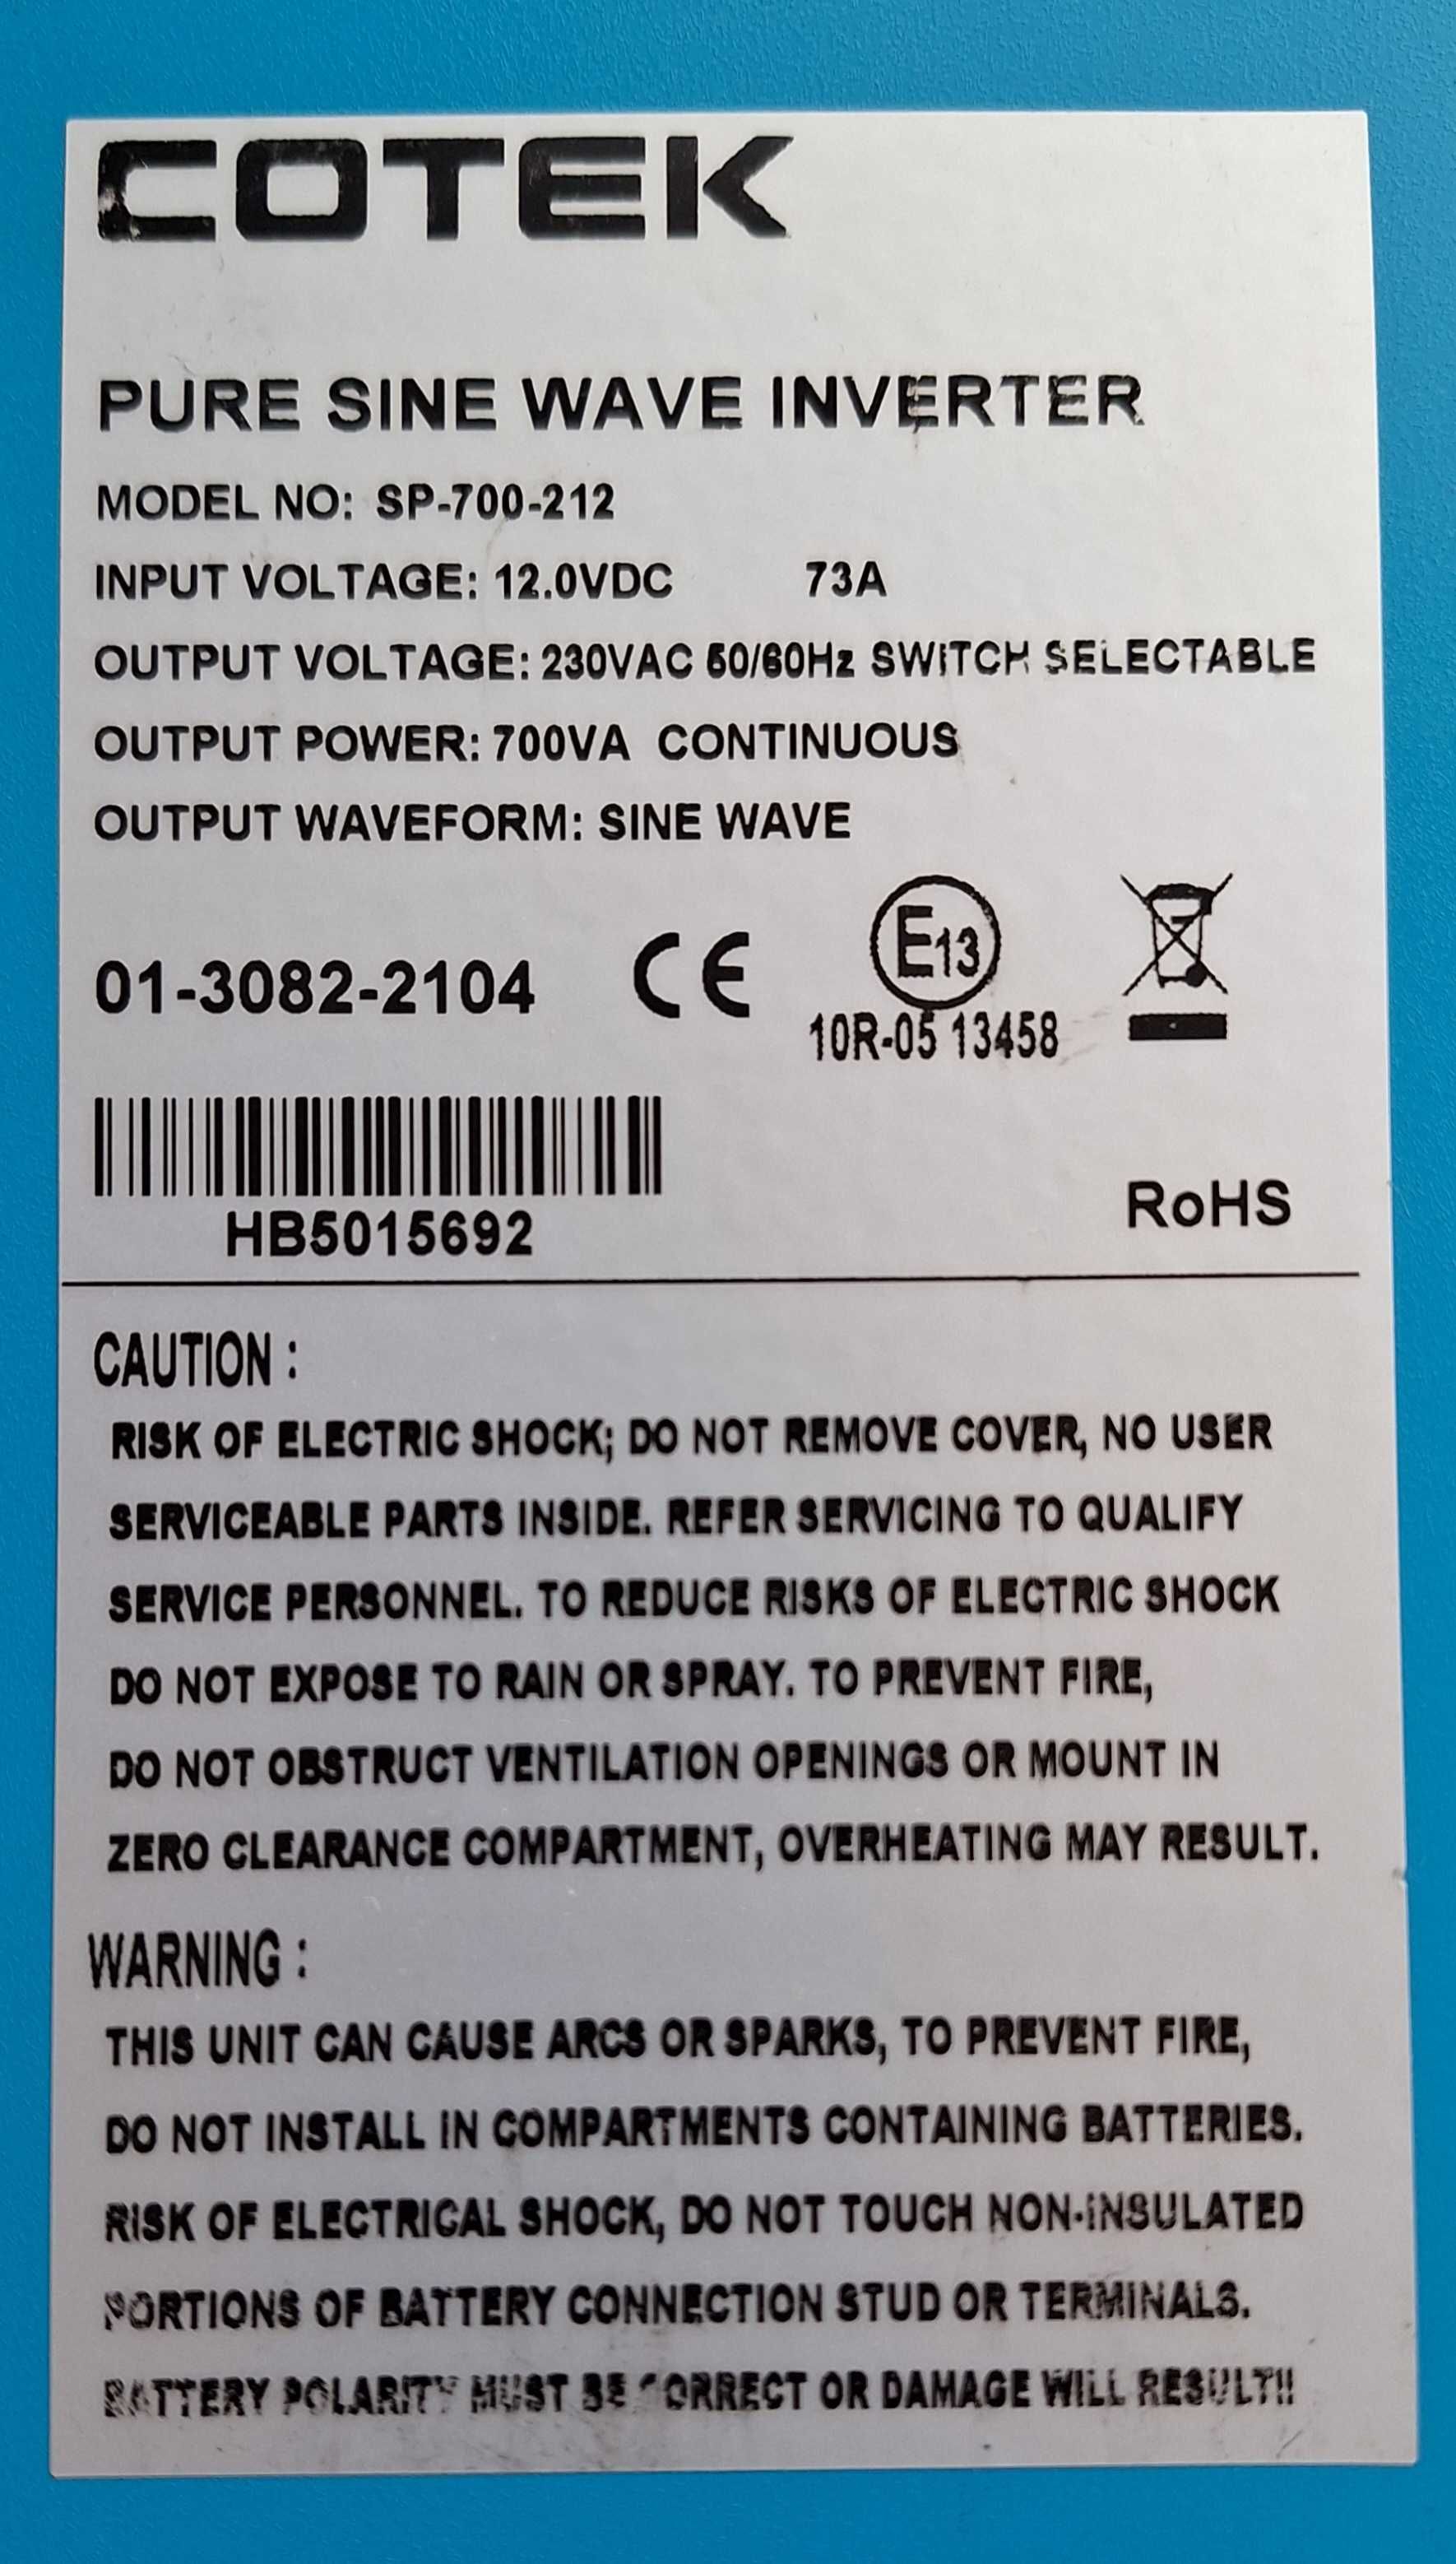 COTEK
PURE SINE WAVE INVERTER
MODEL NO: SP-700-212
INPUT VOLTAGE: 12.0VDC 73A
OUTPUT VOLTAGE: 230VAC 50/60Hz SWITCH SELECTABLE
OUTPUT POWER: 700VA CONTINUOUS
OUTPUT WAVEFORM: SINE WAVE
01-3082-2104 CE E13
10R-05 13458
HB5015692
RoHS
CAUTION :
RISK OF ELECTRIC SHOCK; DO NOT REMOVE COVER, NO USER
SERVICEABLE PARTS INSIDE. REFER SERVICING TO QUALIFY
SERVICE PERSONNEL. TO REDUCE RISKS OF ELECTRIC SHOCK
DO NOT EXPOSE TO RAIN OR SPRAY. TO PREVENT FIRE,
DO NOT OBSTRUCT VENTILATION OPENINGS OR MOUNT IN
ZERO CLEARANCE COMPARTMENT, OVERHEATING MAY RESULT.
WARNING :
THIS UNIT CAN CAUSE ARCS OR SPARKS, TO PREVENT FIRE,
DO NOT INSTALL IN COMPARTMENTS CONTAINING BATTERIES.
RISK OF ELECTRICAL SHOCK, DO NOT TOUCH NON-INSULATED
PORTIONS OF BATTERY CONNECTION STUD OR TERMINALS.
BATTERY POLARITY MUST BE CORRECT OR DAMAGE WILL RESULT!!